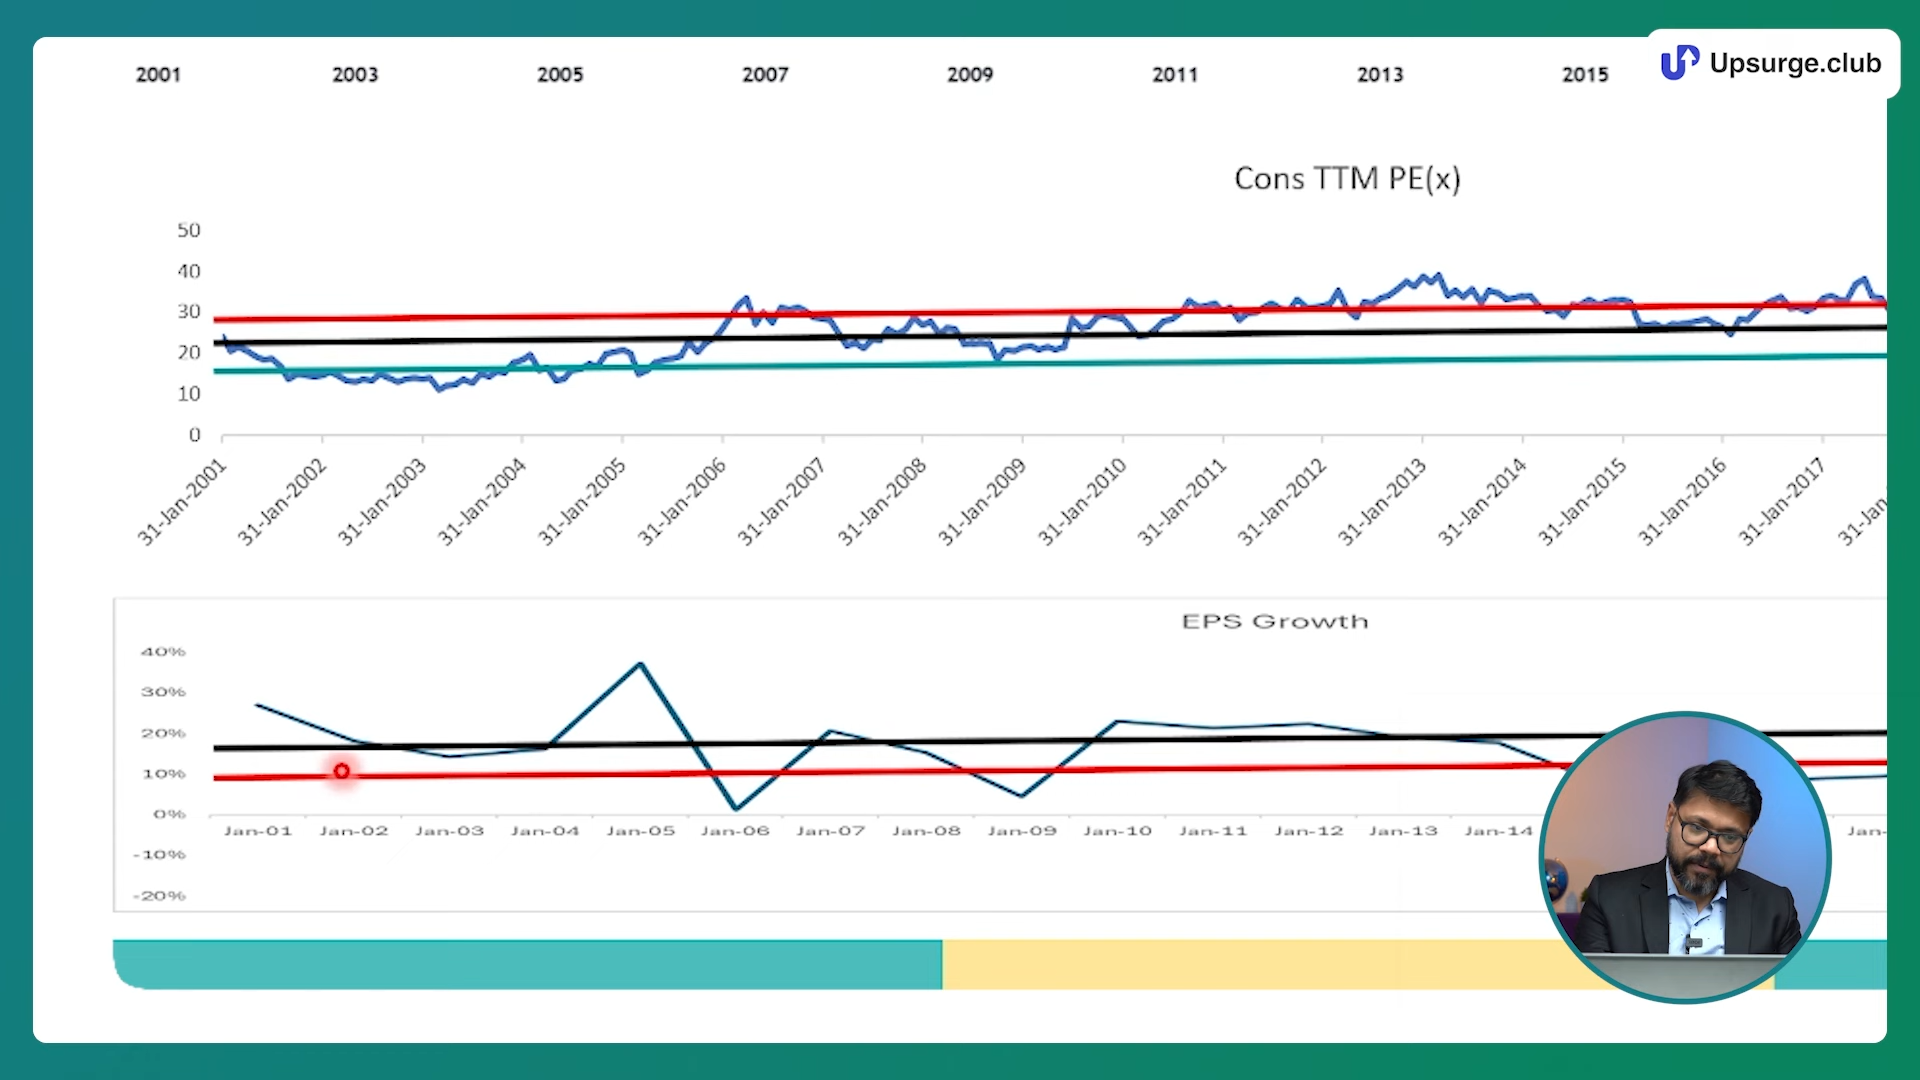 2001 2003 2005 2007 2009 2011 2013 2015
Upsurge.club
Cons TTM PE(x)
50
40
30
20
10
0
31-Jan-2001 31-Jan-2002 31-Jan-2003 31-Jan-2004 31-Jan-2005 31-Jan-2006 31-Jan-2007 31-Jan-2008 31-Jan-2009 31-Jan-2010 31-Jan-2011 31-Jan-2012 31-Jan-2013 31-Jan-2014 31-Jan-2015 31-Jan-2016 31-Jan-2017 31-Jan
EPS Growth
40%
30%
20%
10%
0%
Jan-01 Jan-02 Jan-03 Jan-04 Jan-05 Jan-06 Jan-07 Jan-08 Jan-09 Jan-10 Jan-11 Jan-12 Jan-13 Jan-14 Jan-
-10%
-20%